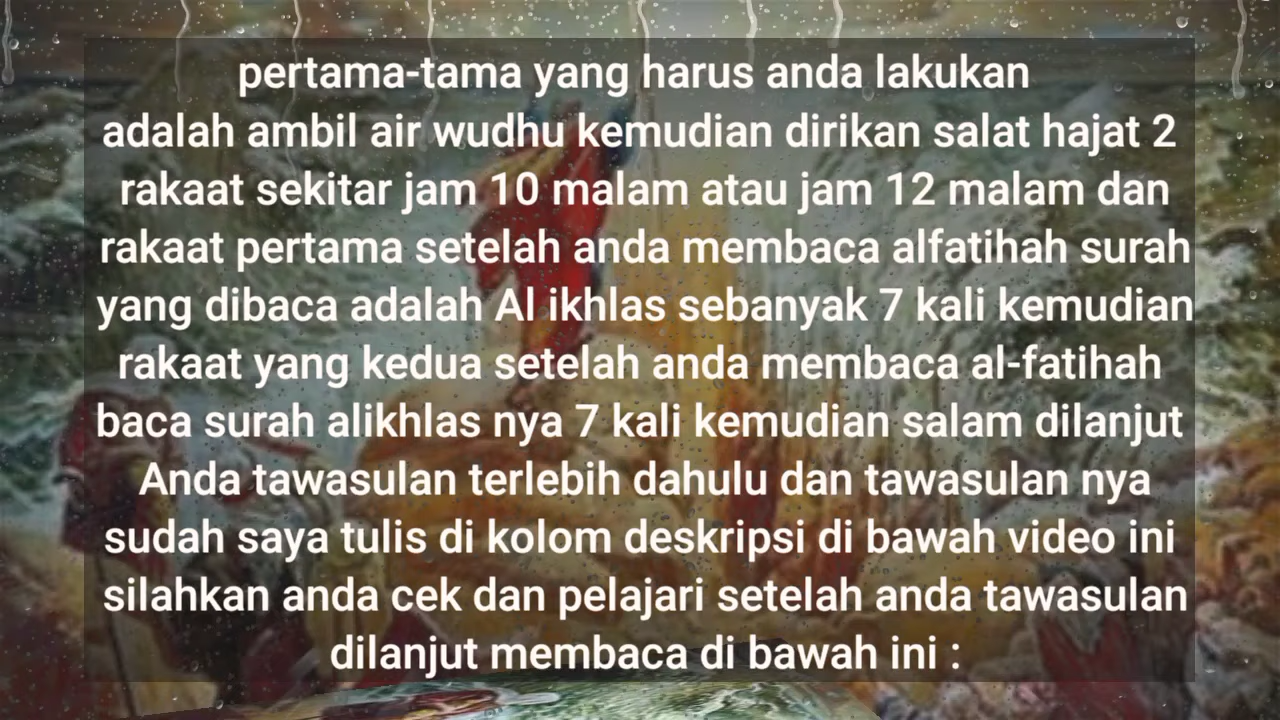 pertama-tama yang harus anda lakukan
adalah ambil air wudhu kemudian dirikan salat hajat 2
rakaat sekitar jam 10 malam atau jam 12 malam dan
rakaat pertama setelah anda membaca alfatihah surah
yang dibaca adalah Al ikhlas sebanyak 7 kali kemudian
rakaat yang kedua setelah anda membaca al-fatihah
baca surah alikhlas nya 7 kali kemudian salam dilanjut
Anda tawasulan terlebih dahulu dan tawasulan nya
sudah saya tulis di kolom deskripsi di bawah video ini
silahkan anda cek dan pelajari setelah anda tawasulan
dilanjut membaca di bawah ini :